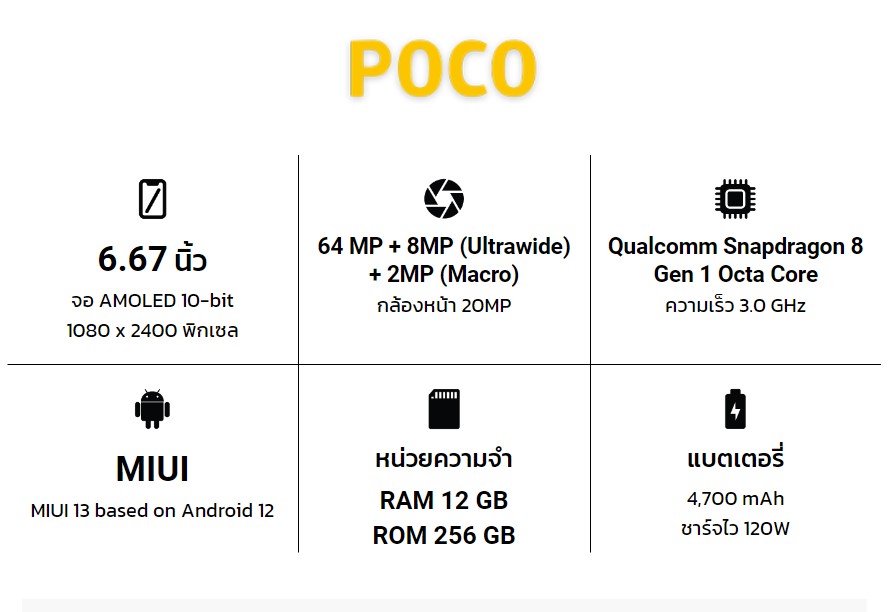 POCO
6.67 นิ้ว
จอ AMOLED 10-bit
1080 x 2400 พิกเซล
64 MP + 8MP (Ultrawide)
+ 2MP (Macro)
กล้องหน้า 20MP
Qualcomm Snapdragon 8
Gen 1 Octa Core
ความเร็ว 3.0 GHz
MIUI
MIUI 13 based on Android 12
หน่วยความจำ
RAM 12 GB
ROM 256 GB
แบตเตอรี่
4,700 mAh
ชาร์จไว 120W